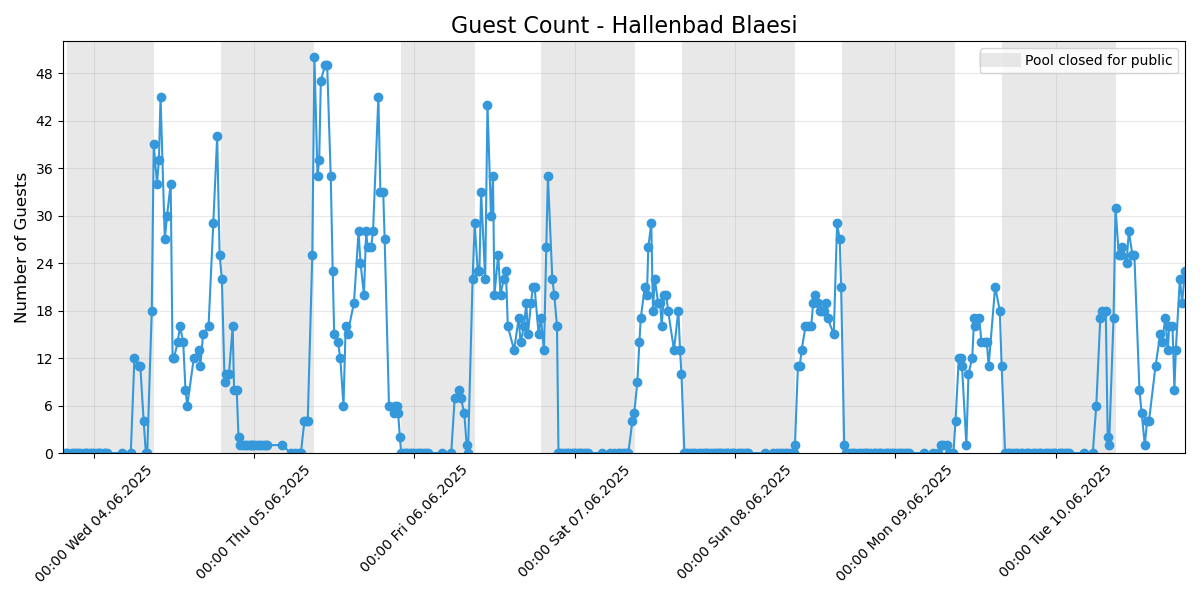 Guest Count - Hallenbad Blaesi
Pool closed for public
Number of Guests
48
42
36
30
24
18
12
6
0
00:00 Wed 04.06.2025
00:00 Thu 05.06.2025
00:00 Fri 06.06.2025
00:00 Sat 07.06.2025
00:00 Sun 08.06.2025
00:00 Mon 09.06.2025
00:00 Tue 10.06.2025